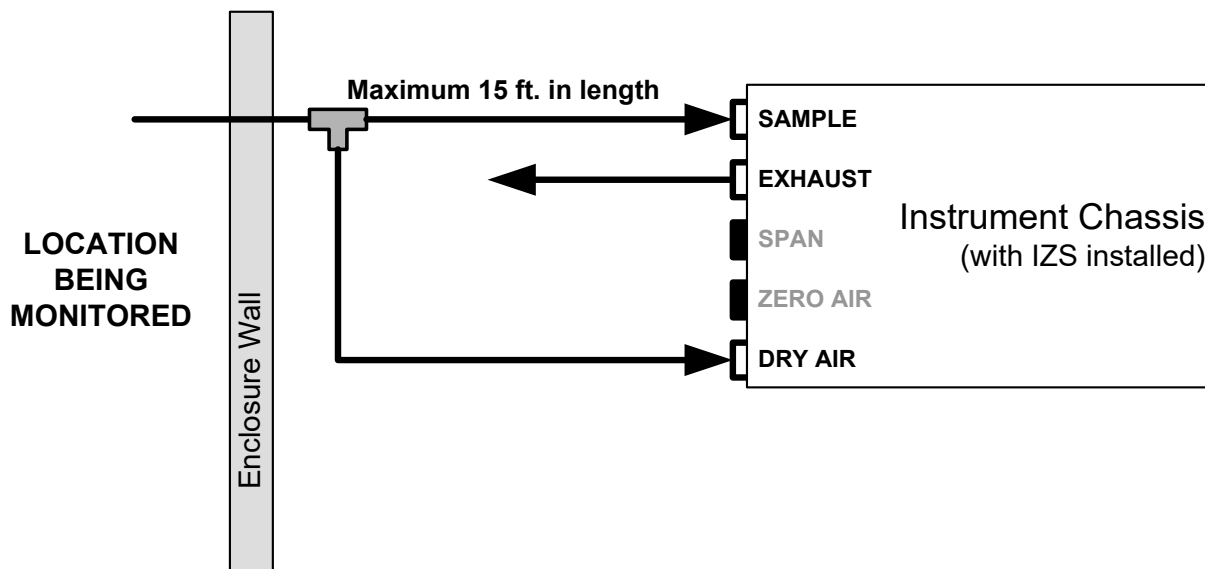 Maximum 15 ft. in length
SAMPLE
EXHAUST
SPAN
ZERO AIR
DRY AIR
Instrument Chassis
(with IZS installed)
LOCATION
BEING
MONITORED
Enclosure Wall